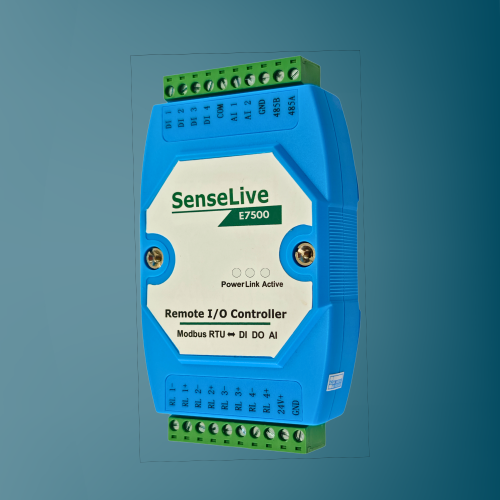 DI 1
DI 2
DI 3
DI 4
COM
AI 1
AI 2
GND
485B
485A
SenseLive
E7500
Power Link Active
Remote I/O Controller
Modbus RTU ⬌ DI DO AI
RL 1-
RL 1+
RL 2-
RL 2+
RL 3-
RL 3+
RL 4-
RL 4+
24V+
GND